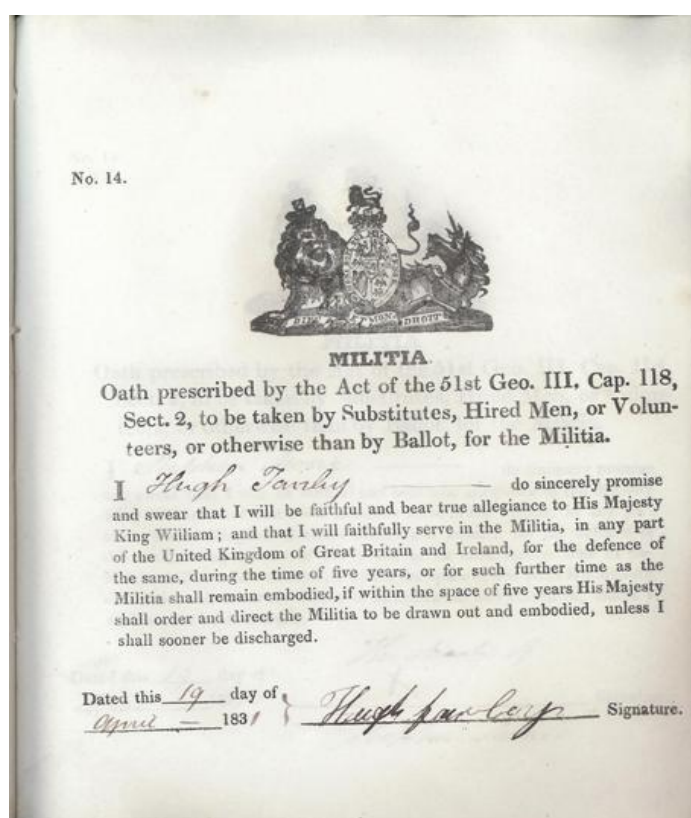 No. 14.
DIEU ET MON DROIT
MILITIA.
Oath prescribed by the Act of the 51st Geo. III. Cap. 118,
Sect. 2, to be taken by Substitutes, Hired Men, or Volun-
teers, or otherwise than by Ballot, for the Militia.
I Hugh do sincerely promise
and swear that I will be faithful and bear true allegiance to His Majesty
King William; and that I will faithfully serve in the Militia, in any part
of the United Kingdom of Great Britain and Ireland, for the defence of
the same, during the time of five years, or for such further time as the
Militia shall remain embodied, if within the space of five years His Majesty
shall order and direct the Militia to be drawn out and embodied, unless I
shall sooner be discharged.
Dated this 19 day of
April 1831 Hugh Signature.